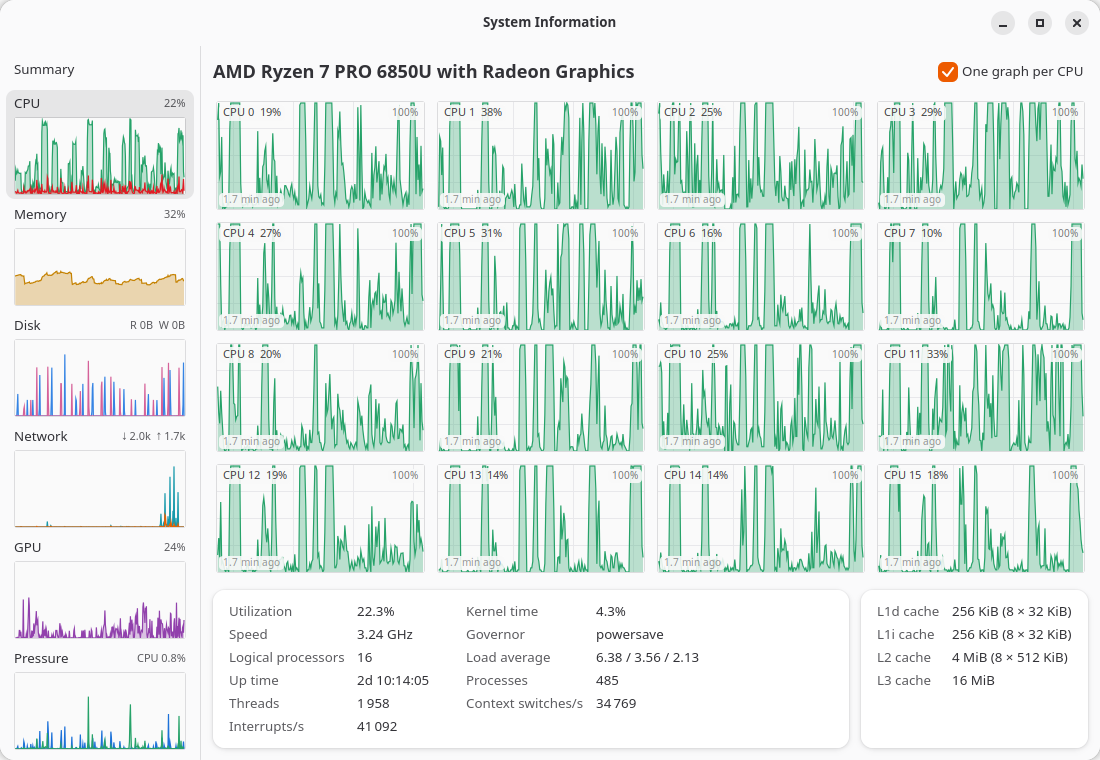 System Information
Summary
CPU 22%
Memory 32%
Disk R 0B W 0B
Network ↓ 2.0k ↑ 1.7k
GPU 24%
Pressure CPU 0.8%
AMD Ryzen 7 PRO 6850U with Radeon Graphics
One graph per CPU
CPU 0 19% 100%
1.7 min ago
CPU 1 38% 100%
1.7 min ago
CPU 2 25% 100%
1.7 min ago
CPU 3 29% 100%
1.7 min ago
CPU 4 27% 100%
1.7 min ago
CPU 5 31% 100%
1.7 min ago
CPU 6 16% 100%
1.7 min ago
CPU 7 10% 100%
1.7 min ago
CPU 8 20% 100%
1.7 min ago
CPU 9 21% 100%
1.7 min ago
CPU 10 25% 100%
1.7 min ago
CPU 11 33% 100%
1.7 min ago
CPU 12 19% 100%
1.7 min ago
CPU 13 14% 100%
1.7 min ago
CPU 14 14% 100%
1.7 min ago
CPU 15 18% 100%
1.7 min ago
Utilization 22.3%
Speed 3.24 GHz
Logical processors 16
Up time 2d 10:14:05
Threads 1 958
Interrupts/s 41 092
Kernel time 4.3%
Governor powersave
Load average 6.38 / 3.56 / 2.13
Processes 485
Context switches/s 34 769
L1d cache 256 KiB (8 × 32 KiB)
L1i cache 256 KiB (8 × 32 KiB)
L2 cache 4 MiB (8 × 512 KiB)
L3 cache 16 MiB